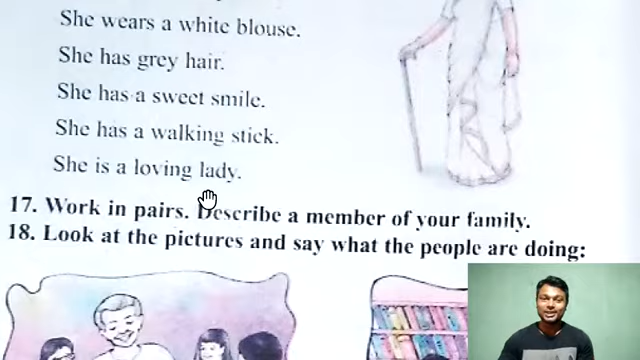 She wears a white blouse.
She has grey hair.
She has a sweet smile.
She has a walking stick.
She is a loving lady.
17. Work in pairs. Describe a member of your family.
18. Look at the pictures and say what the people are doing: